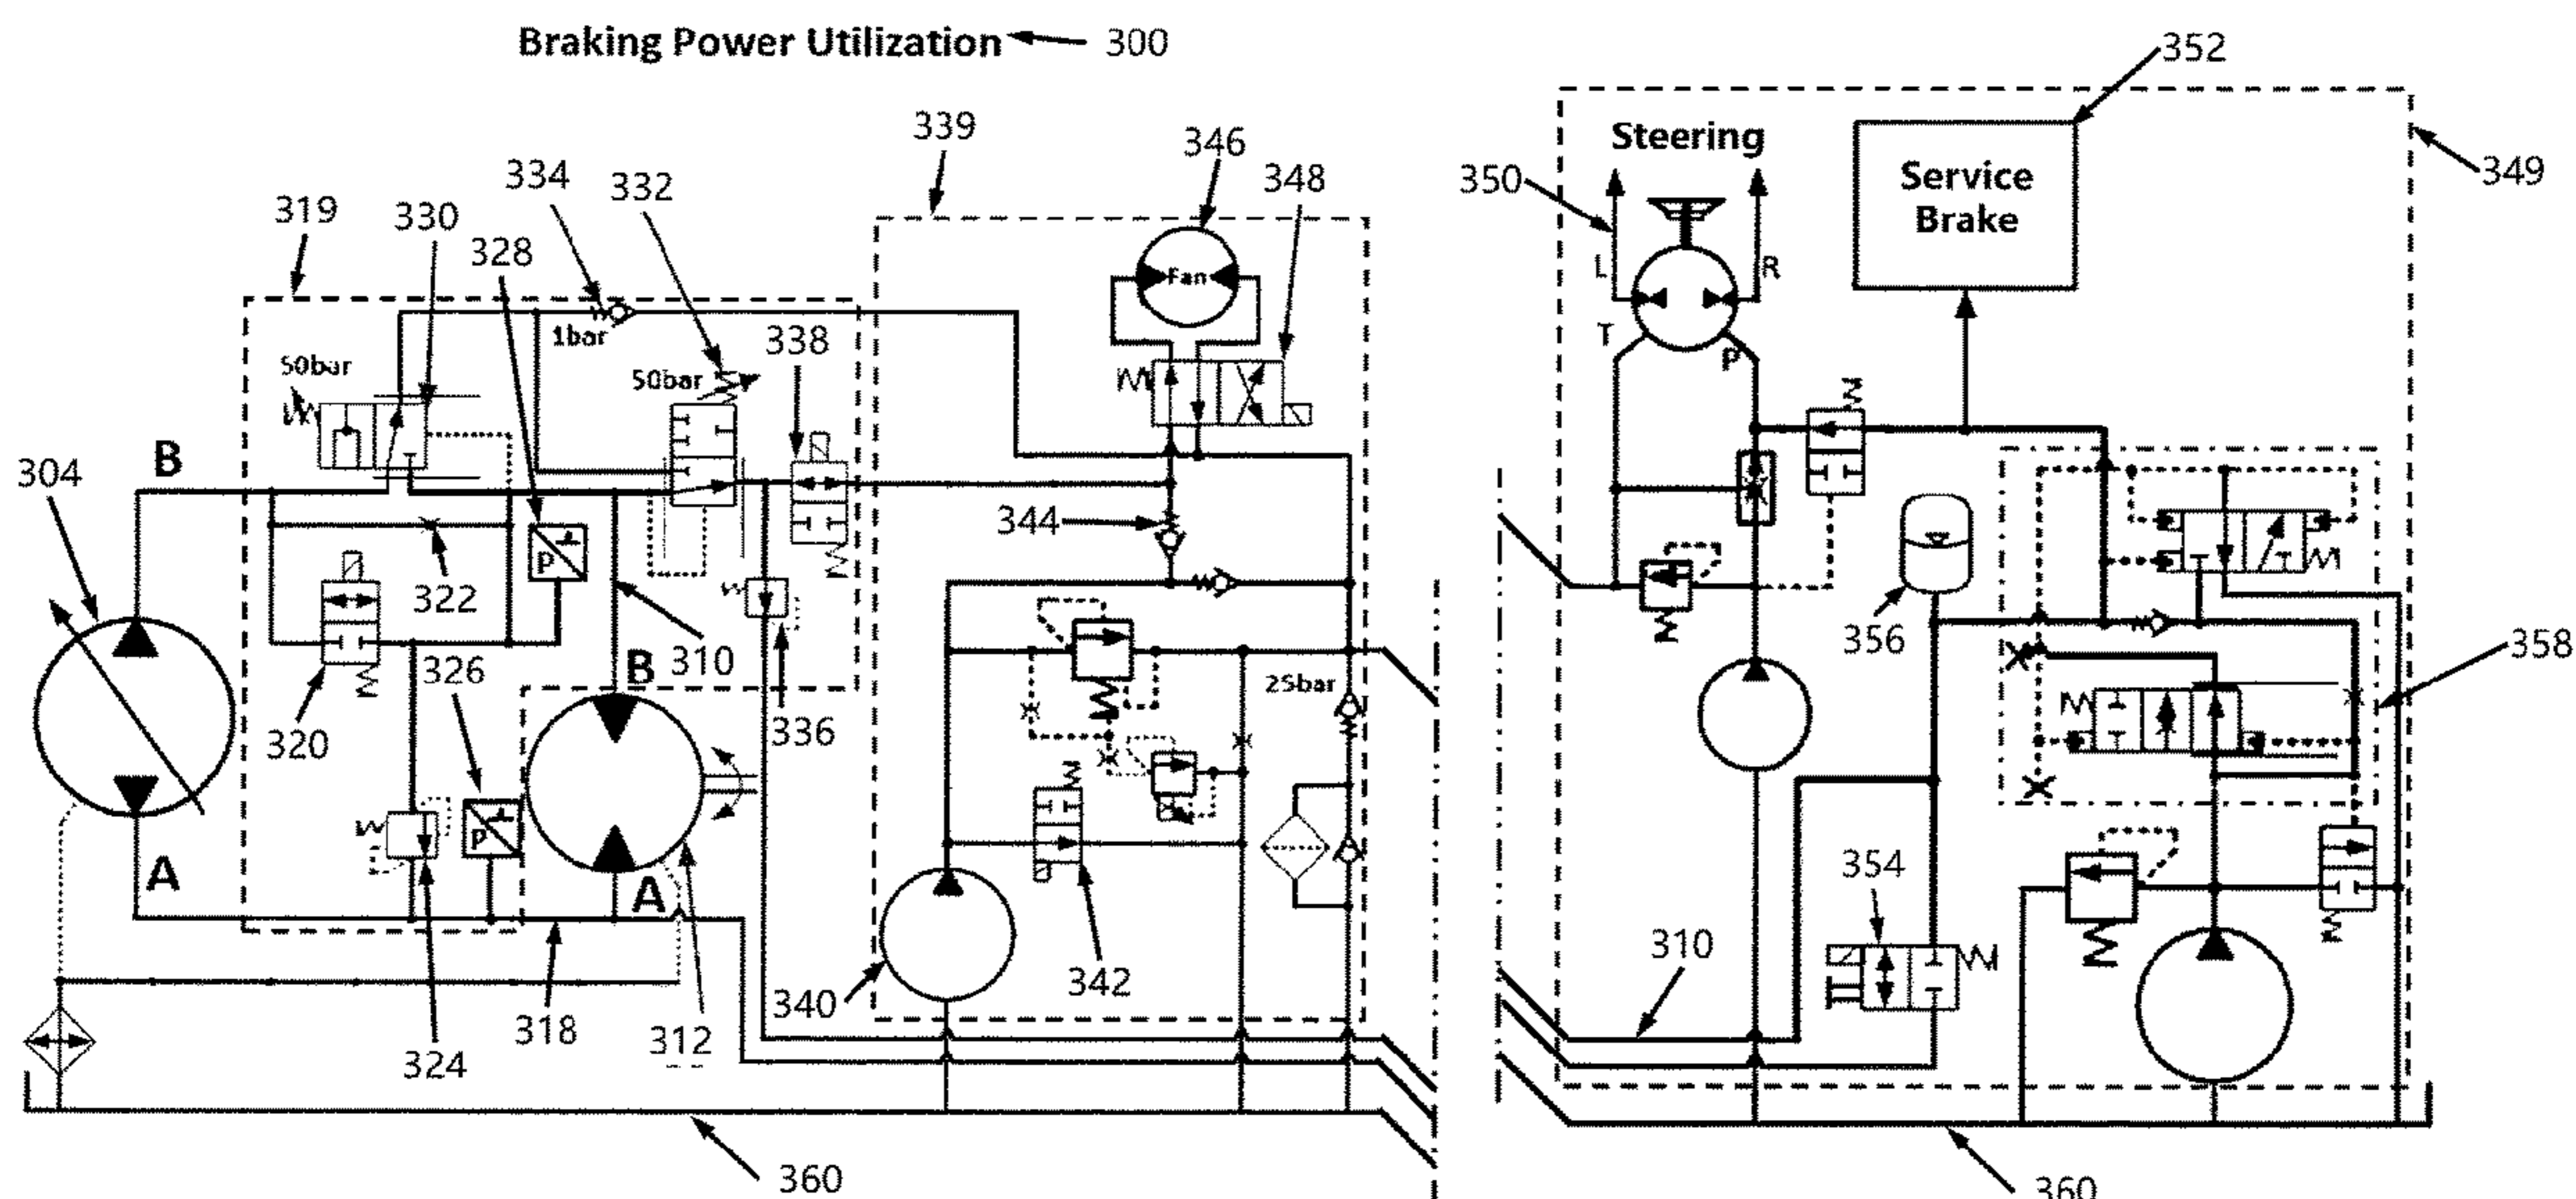 Braking Power Utilization 300
352
339
346
Steering
334
332
348
350
Service
Brake
349
319
330
328
L
R
Fan
1bar
338
T
P
50bar
50bar
B
304
344
P
322
356
310
B
326
358
25bar
320
336
P
A
A
354
310
340
342
318
312
324
360
360